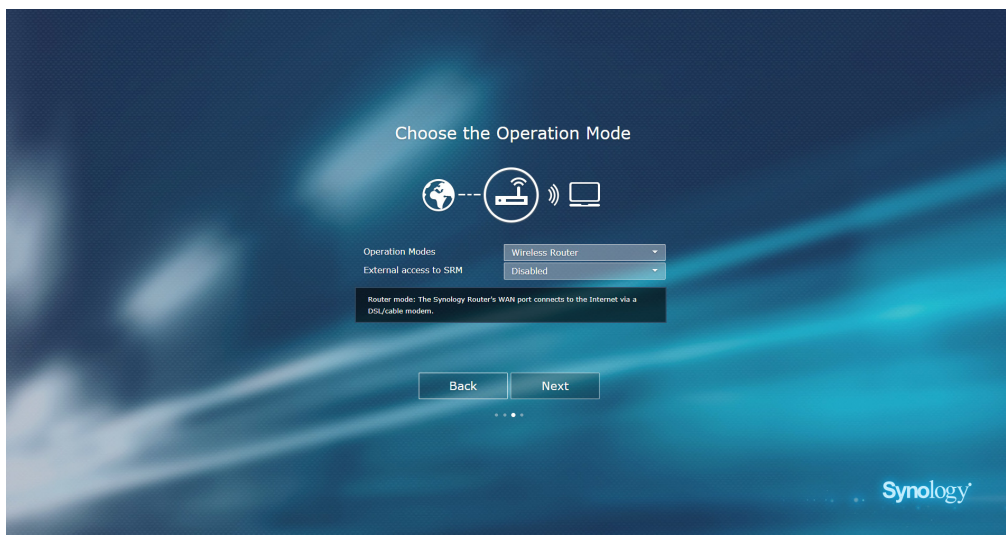 Choose the Operation Mode
Operation Modes
Wireless Router
External access to SRM
Disabled
Router mode: The Synology Router's WAN port connects to the Internet via a
DSL/cable modem.
Back
Next
Synology